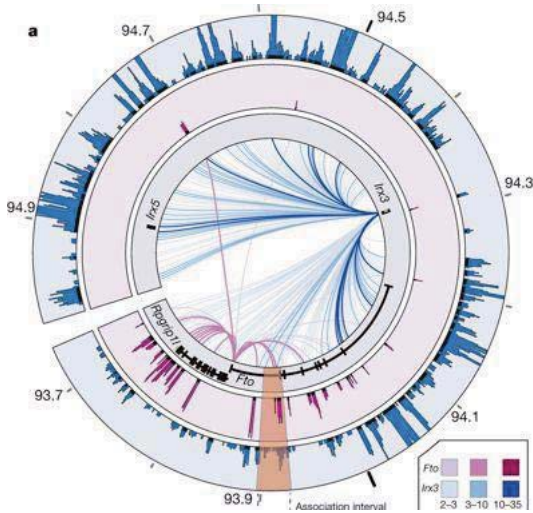 a
94.5
94.7
94.3
94.9
Irx5
Irx3
Rpgrip1l
Fto
93.7
94.1
93.9
Association interval
Fto
Irx3
2–3 3–10 10–35